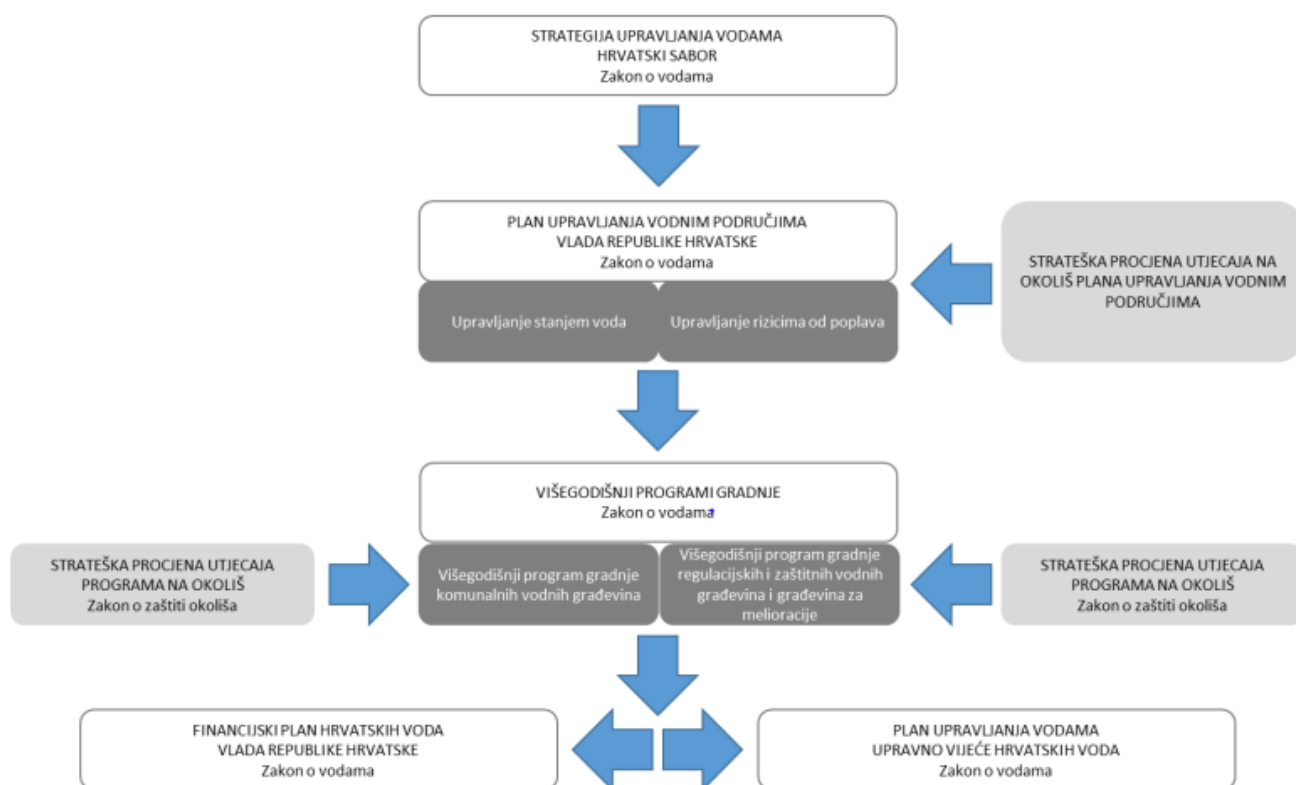 STRATEGIJA UPRAVLJANJA VODAMA
HRVATSKI SABOR
Zakon o vodama
PLAN UPRAVLJANJA VODNIM PODRUČJIMA
VLADA REPUBLIKE HRVATSKE
Zakon o vodama
STRATEŠKA PROCJENA UTJECAJA NA
OKOLIŠ PLANA UPRAVLJANJA VODNIM
PODRUČJIMA
Upravljanje stanjem voda
Upravljanje rizicima od poplava
VIŠEGODIŠNJI PROGRAMI GRADNJE
Zakon o vodama
STRATEŠKA PROCJENA UTJECAJA
PROGRAMA NA OKOLIŠ
Zakon o zaštiti okoliša
Višegodišnji program gradnje
komunalnih vodnih građevina
Višegodišnji program gradnje
regulacijskih i zaštitnih vodnih
građevina i građevina za
melioracije
STRATEŠKA PROCJENA UTJECAJA
PROGRAMA NA OKOLIŠ
Zakon o zaštiti okoliša
FINANCIJSKI PLAN HRVATSKIH VODA
VLADA REPUBLIKE HRVATSKE
Zakon o vodama
PLAN UPRAVLJANJA VODAMA
UPRAVNO VIJEĆE HRVATSKIH VODA
Zakon o vodama